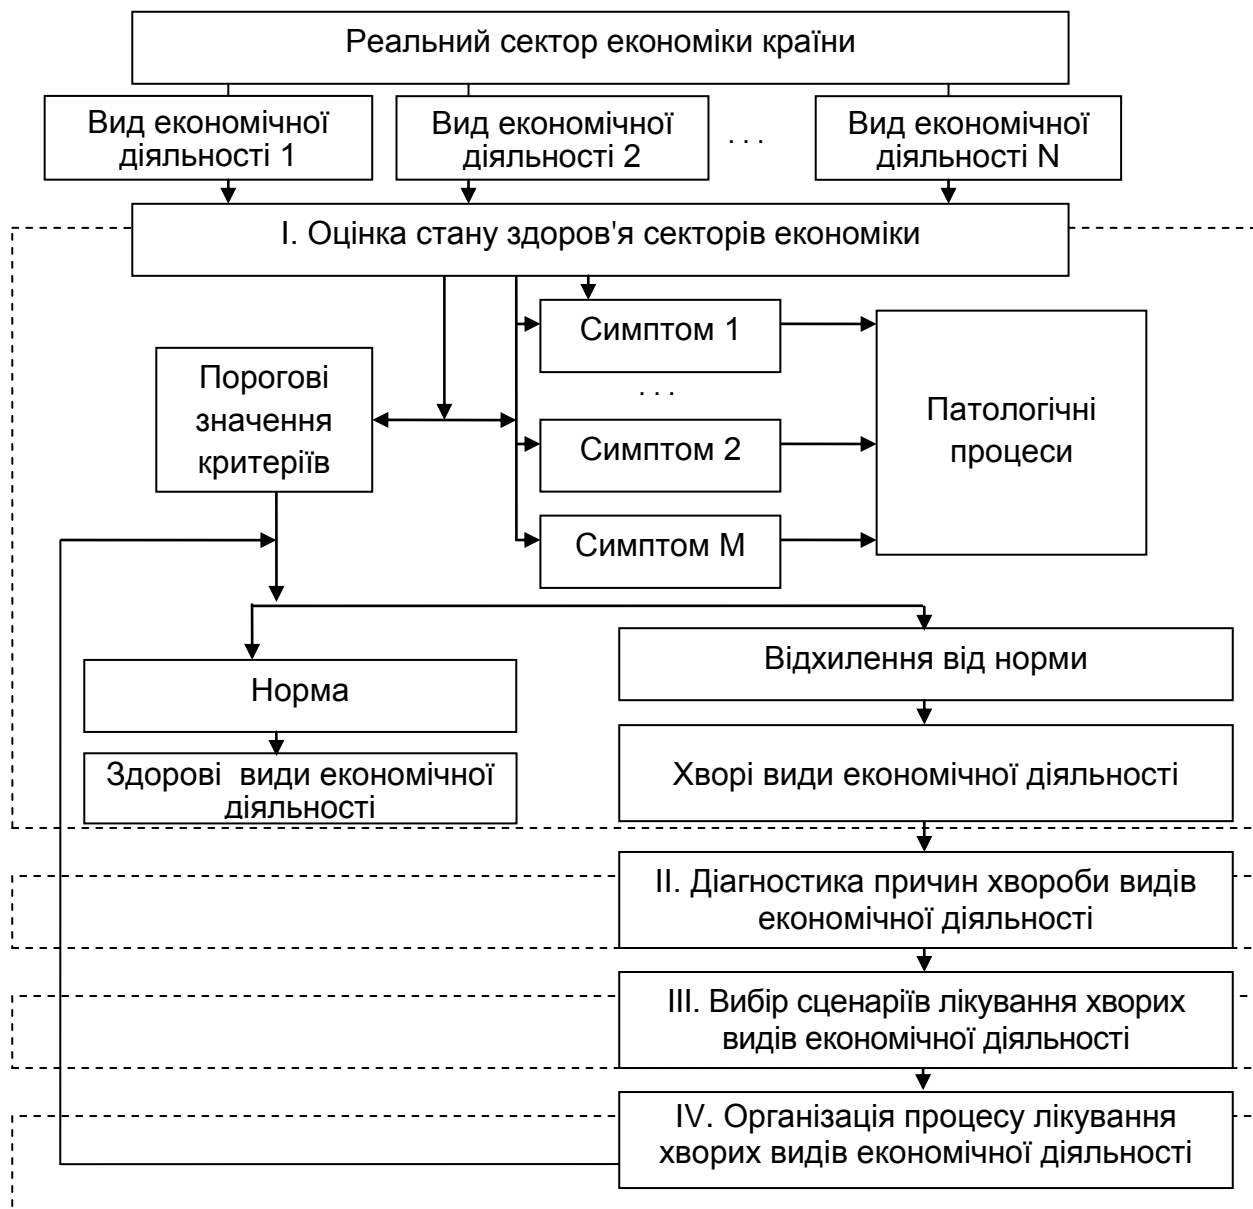 Реальний сектор економіки країни
Вид економічної
діяльності 1
Вид економічної
діяльності 2
. . .
Вид економічної
діяльності N
І. Оцінка стану здоров'я секторів економіки
Симптом 1
. . .
Порогові
значення
критеріїв
Симптом 2
Симптом М
Патологічні
процеси
Відхилення від норми
Норма
Хворі види економічної діяльності
Здорові  види економічної
діяльності
ІІ. Діагностика причин хвороби видів
економічної діяльності
ІІІ. Вибір сценаріїв лікування хворих
видів економічної діяльності
IV. Організація процесу лікування
хворих видів економічної діяльності